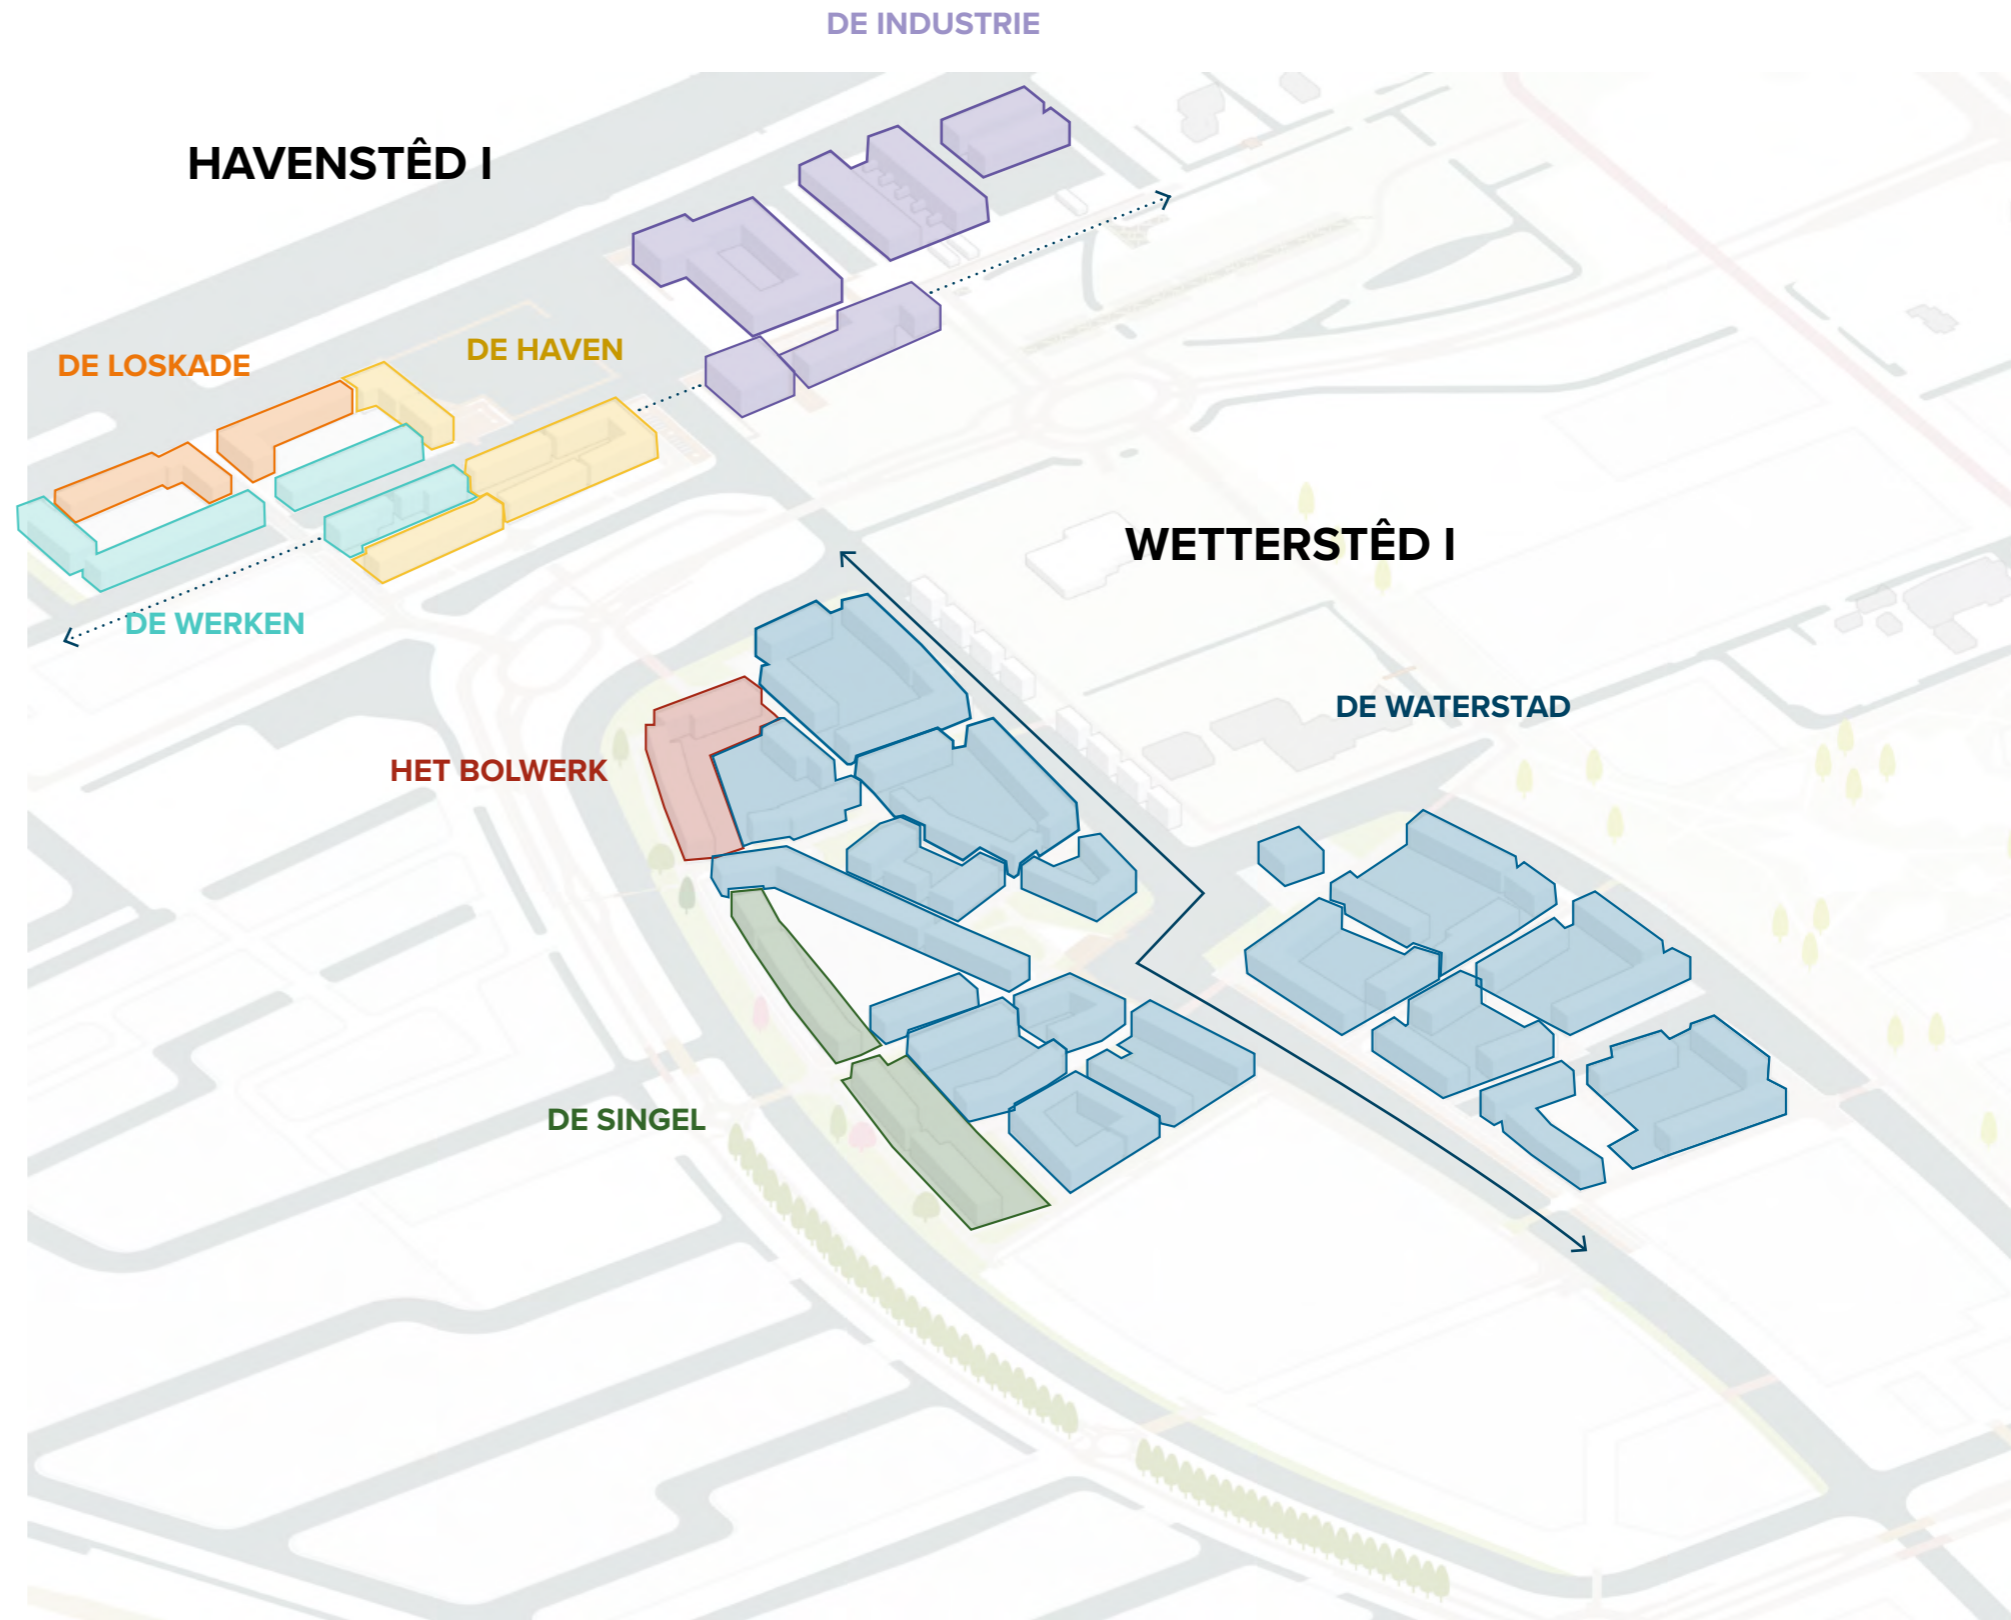 DE INDUSTRIE
HAVENSTÊD I
DE HAVEN
DE LOSKADE
WETTERSTÊD I
DE WERKEN
DE WATERSTAD
HET BOLWERK
DE SINGEL